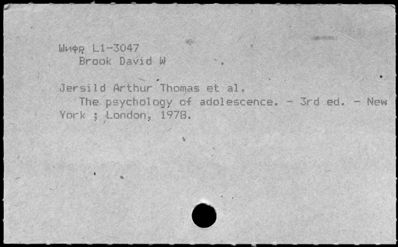 Шифр L1-3047
Brook David W
Jersild Arthur Thomas et al.
The psychology of adolescence. - 3rd ed. - New
York ; London, 1978.